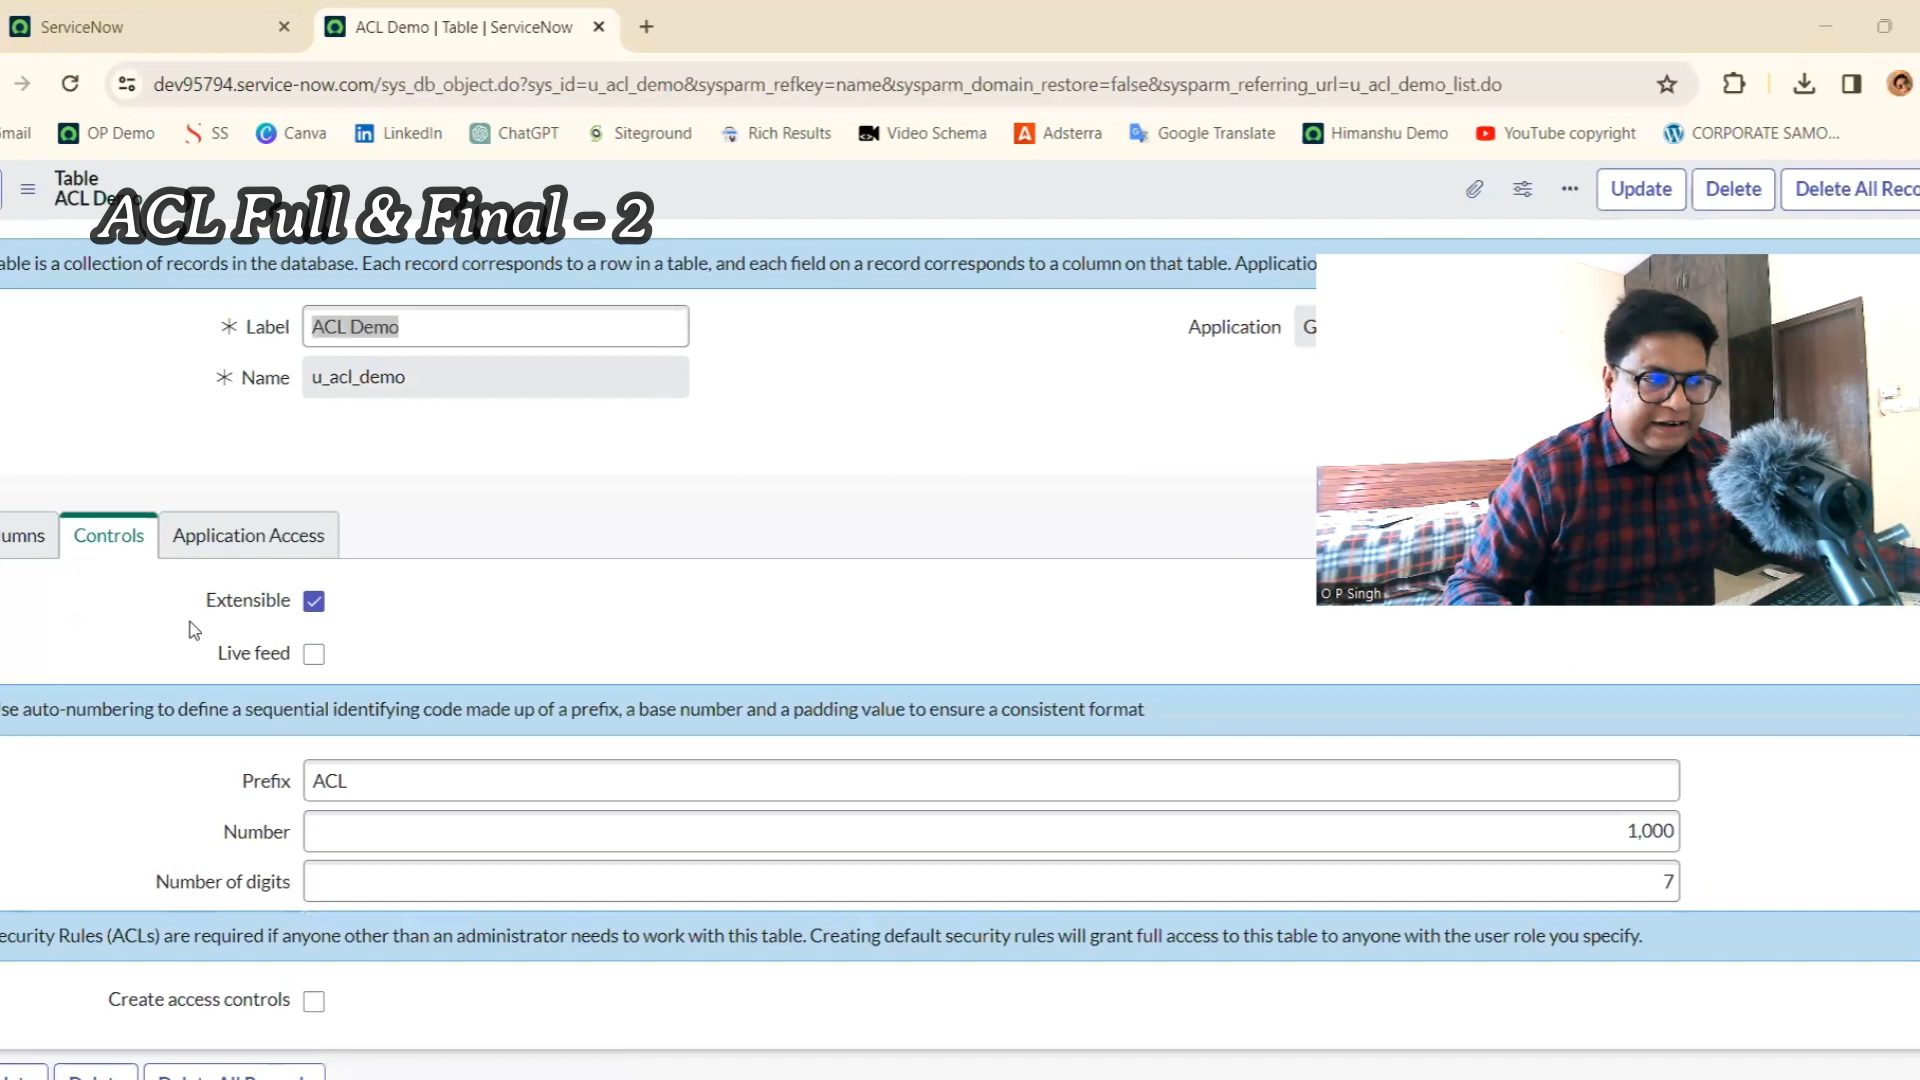 ServiceNow
ACL Demo | Table | ServiceNow
dev95794.service-now.com/sys_db_object.do?sys_id=u_acl_demo&sysparm_refkey=name&sysparm_domain_restore=false&sysparm_referring_url=u_acl_demo_list.do
Gmail OP Demo SS Canva LinkedIn ChatGPT Siteground Rich Results Video Schema Adsterra Google Translate Himanshu Demo YouTube copyright CORPORATE SAMO...
Table
ACL Demo
ACL Full & Final - 2
Update Delete Delete All Reco
able is a collection of records in the database. Each record corresponds to a row in a table, and each field on a record corresponds to a column on that table. Applicatio
Label ACL Demo
Application G
Name u_acl_demo
O P Singh
umns Controls Application Access
Extensible
Live feed
se auto-numbering to define a sequential identifying code made up of a prefix, a base number and a padding value to ensure a consistent format
Prefix ACL
Number 1,000
Number of digits 7
ecurity Rules (ACLs) are required if anyone other than an administrator needs to work with this table. Creating default security rules will grant full access to this table to anyone with the user role you specify.
Create access controls